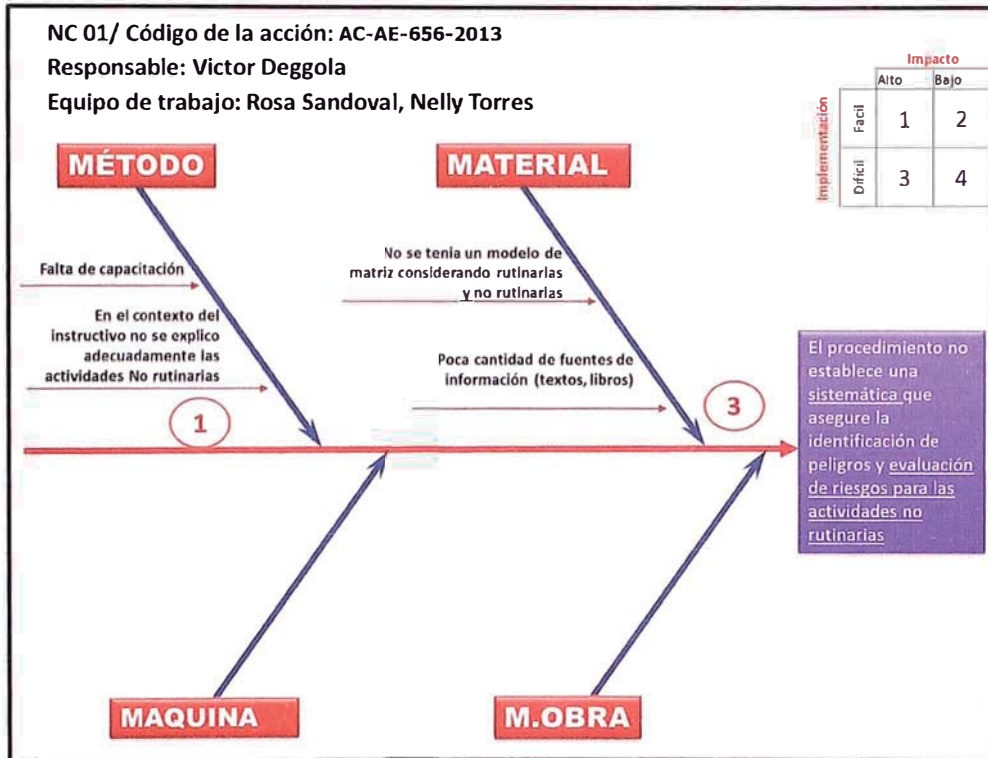 NC 01/ Código de la acción: AC-AE-656-2013
Responsable: Victor Deggola
Equipo de trabajo: Rosa Sandoval, Nelly Torres
Impacto
Alto Bajo
Implementación
Facil 1 2
Dificil 3 4
MÉTODO
MATERIAL
Falta de capacitación
En el contexto del
instructivo no se explico
adecuadamente las
actividades No rutinarias
No se tenia un modelo de
matriz considerando rutinarias
y no rutinarias
Poca cantidad de fuentes de
información (textos, libros)
1
3
El procedimiento no
establece una
sistemática que
asegure la
identificación de
peligros y evaluación
de riesgos para las
actividades no
rutinarias
MAQUINA
M.OBRA